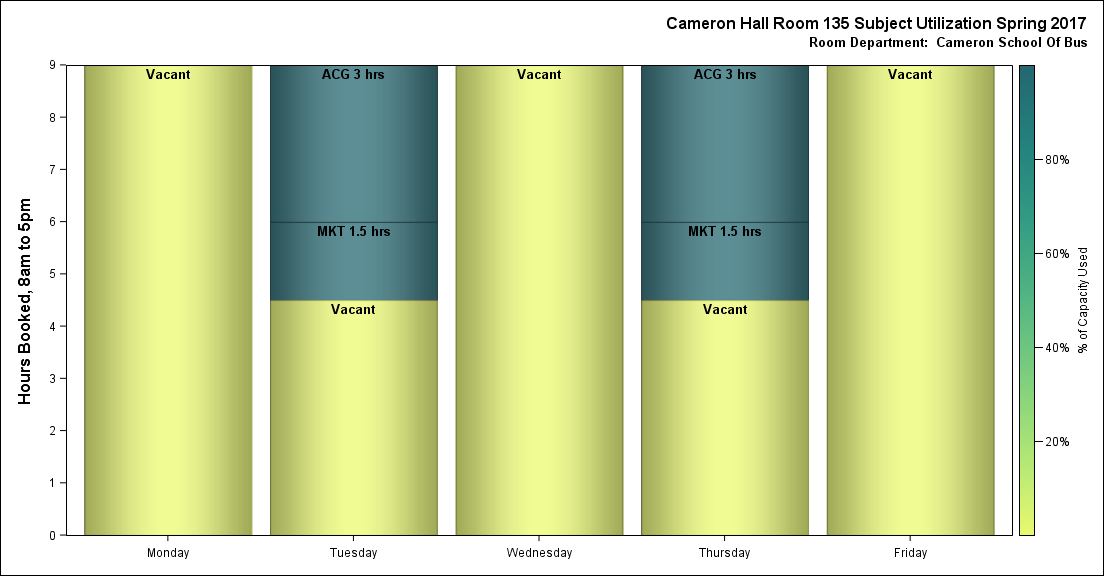 Cameron Hall Room 135 Subject Utilization Spring 2017
Room Department:  Cameron School Of Bus
Hours Booked, 8am to 5pm
9
8
7
6
5
4
3
2
1
0
Vacant
ACG 3 hrs
MKT 1.5 hrs
Vacant
Vacant
ACG 3 hrs
MKT 1.5 hrs
Vacant
Vacant
Monday
Tuesday
Wednesday
Thursday
Friday
80%
60%
40%
20%
% of Capacity Used